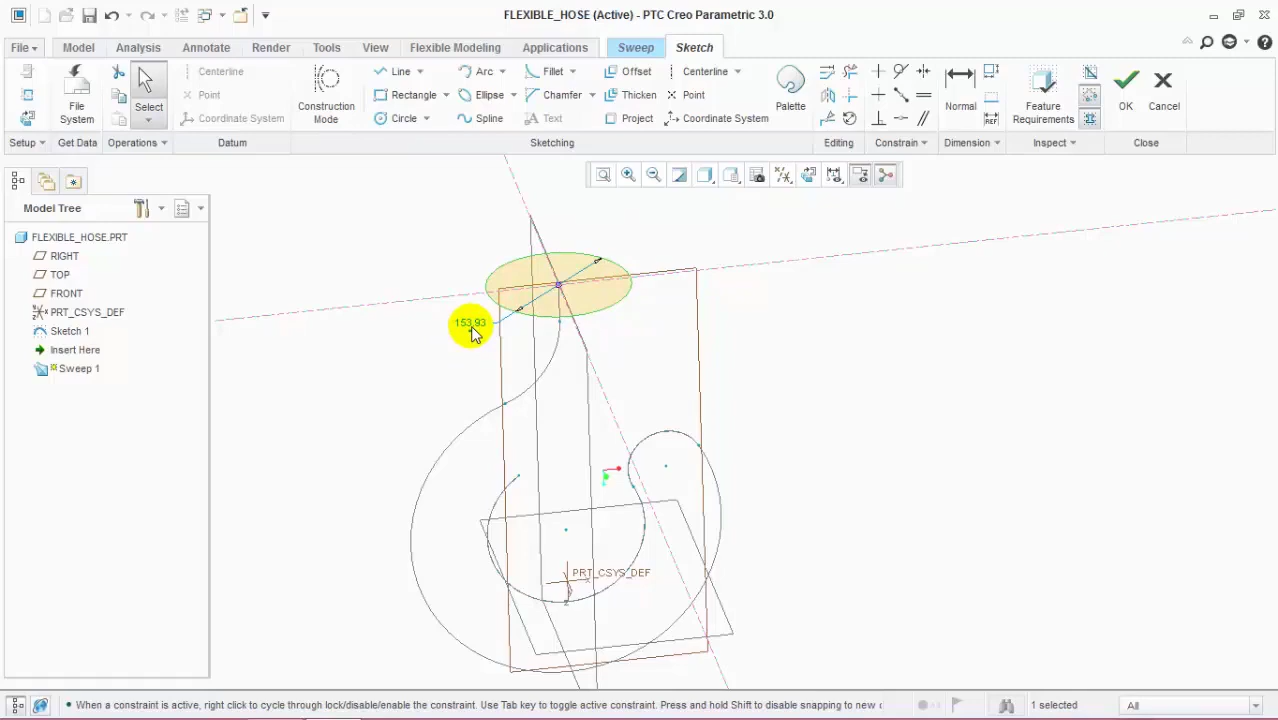 FLEXIBLE_HOSE (Active) - PTC Creo Parametric 3.0
File Model Analysis Annotate Render Tools View Flexible Modeling Applications Sweep Sketch
File System
Select
Centerline
Point
Coordinate System
Construction Mode
Line Arc Fillet Offset Centerline
Rectangle Ellipse Chamfer Thicken Point
Circle Spline Text Project Coordinate System
Palette
Normal
Feature Requirements
OK
Cancel
Setup Get Data Operations Datum Sketching Editing Constrain Dimension Inspect Close
Model Tree
FLEXIBLE_HOSE.PRT
RIGHT
TOP
FRONT
PRT_CSYS_DEF
Sketch 1
Insert Here
Sweep 1
153.93
PRT_CSYS_DEF
Z
When a constraint is active, right click to cycle through lock/disable/enable the constraint. Use Tab key to toggle active constraint. Press and hold Shift to disable snapping to new c
1 selected
All